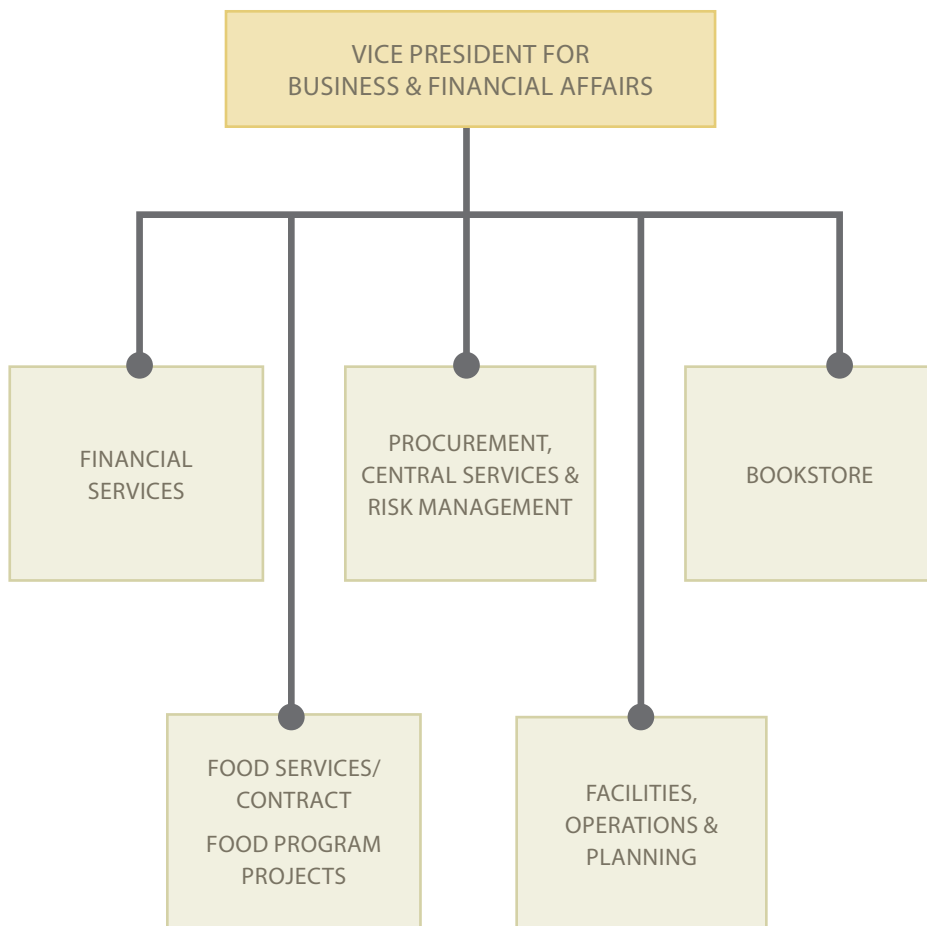 VICE PRESIDENT FOR
BUSINESS & FINANCIAL AFFAIRS
FINANCIAL
SERVICES
PROCUREMENT,
CENTRAL SERVICES &
RISK MANAGEMENT
BOOKSTORE
FOOD SERVICES/
CONTRACT
FOOD PROGRAM
PROJECTS
FACILITIES,
OPERATIONS &
PLANNING